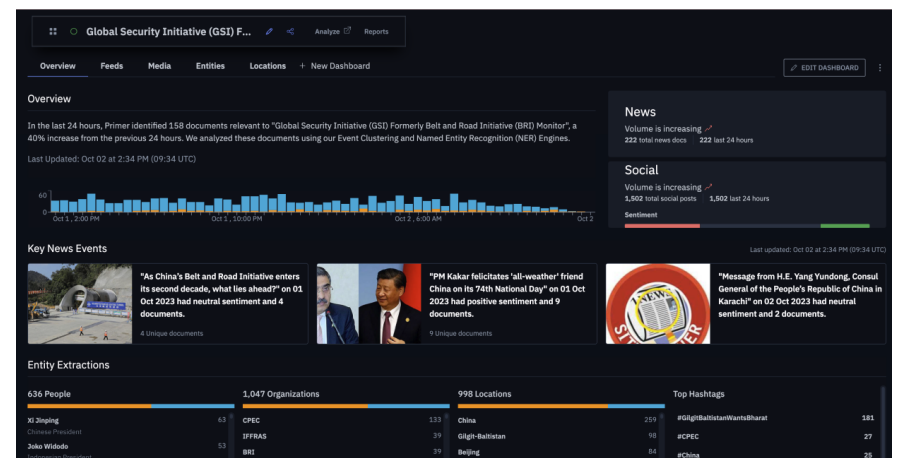 Global Security Initiative (GSI) F...
Analyze
Reports
Overview
Feeds
Media
Entities
Locations
+ New Dashboard
EDIT DASHBOARD
Overview
In the last 24 hours, Primer identified 158 documents relevant to "Global Security Initiative (GSI) Formerly Belt and Road Initiative (BRI) Monitor", a
40% increase from the previous 24 hours. We analyzed these documents using our Event Clustering and Named Entity Recognition (NER) Engines.
Last Updated: Oct 02 at 2:34 PM (09:34 UTC)
60
0
Oct 1, 2:00 PM
Oct 1, 10:00 PM
Oct 2, 6:00 AM
Oct 2
News
Volume is increasing
222 total news docs
222 last 24 hours
Social
Volume is increasing
1,502 total social posts
1,502 last 24 hours
Sentiment
Key News Events
Last updated: Oct 02 at 2:34 PM (09:34 UTC)
"As China's Belt and Road Initiative enters
its second decade, what lies ahead?" on 01
Oct 2023 had neutral sentiment and 4
documents.
4 Unique documents
"PM Kakar felicitates 'all-weather' friend
China on its 74th National Day" on 01 Oct
2023 had positive sentiment and 9
documents.
9 Unique documents
NEWS
"Message from H.E. Yang Yundong, Consul
General of the People's Republic of China in
Karachi" on 02 Oct 2023 had neutral
sentiment and 2 documents.
Entity Extractions
636 People
Xi Jinping 63
Chinese President
Joko Widodo 53
Indonesian President
1,047 Organizations
CPEC 133
IFFRAS 39
BRI 39
998 Locations
China 259
Gilgit-Baltistan 98
Beijing 84
Top Hashtags
#GilgitBaltistanWantsBharat 181
#CPEC 27
#China 25